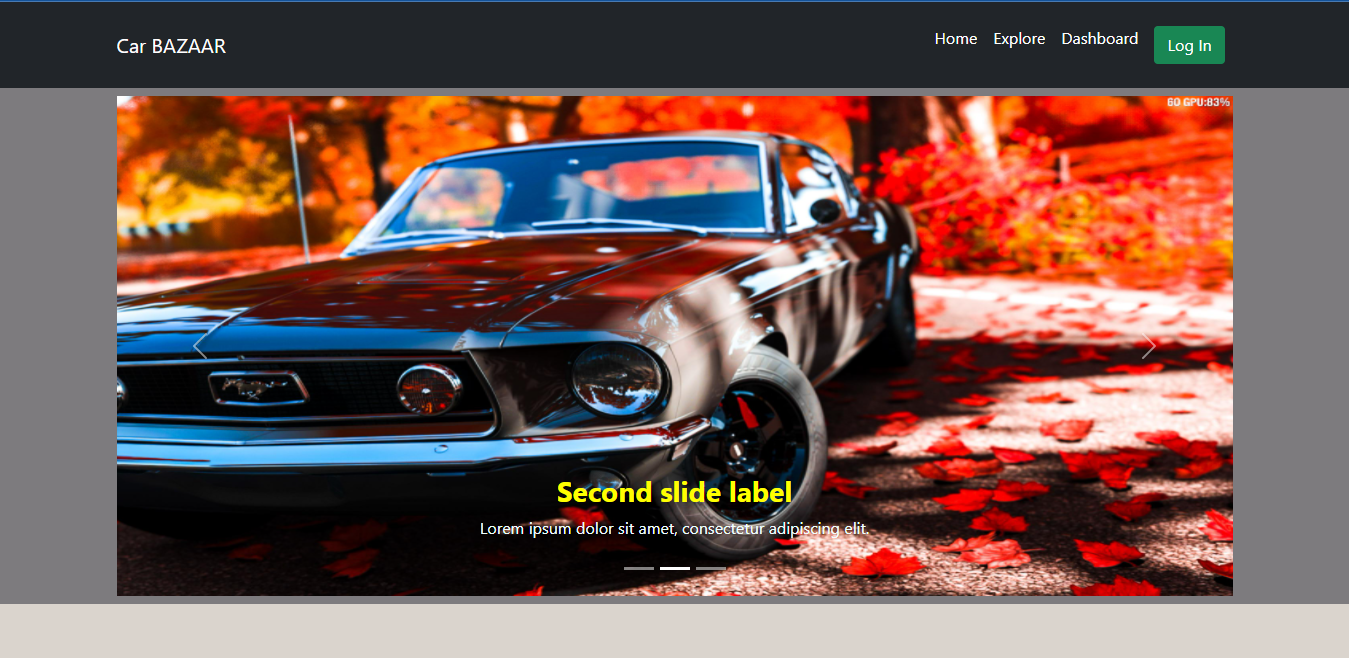 Car BAZAAR
Home Explore Dashboard Log In
60 GPU:83%
Second slide label
Lorem ipsum dolor sit amet, consectetur adipiscing elit.